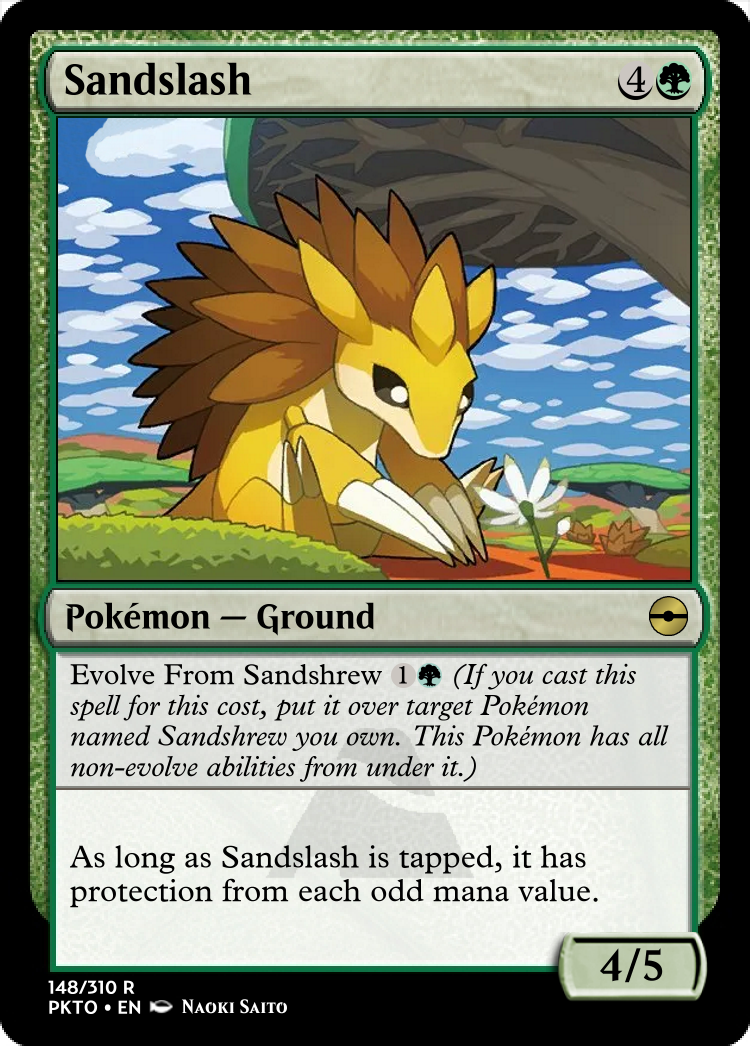 Sandslash 4
Pokémon — Ground
Evolve From Sandshrew 1 (If you cast this
spell for this cost, put it over target Pokémon
named Sandshrew you own. This Pokémon has all
non-evolve abilities from under it.)
As long as Sandslash is tapped, it has
protection from each odd mana value.
4/5
148/310 R
PKTO • EN Naoki Saito